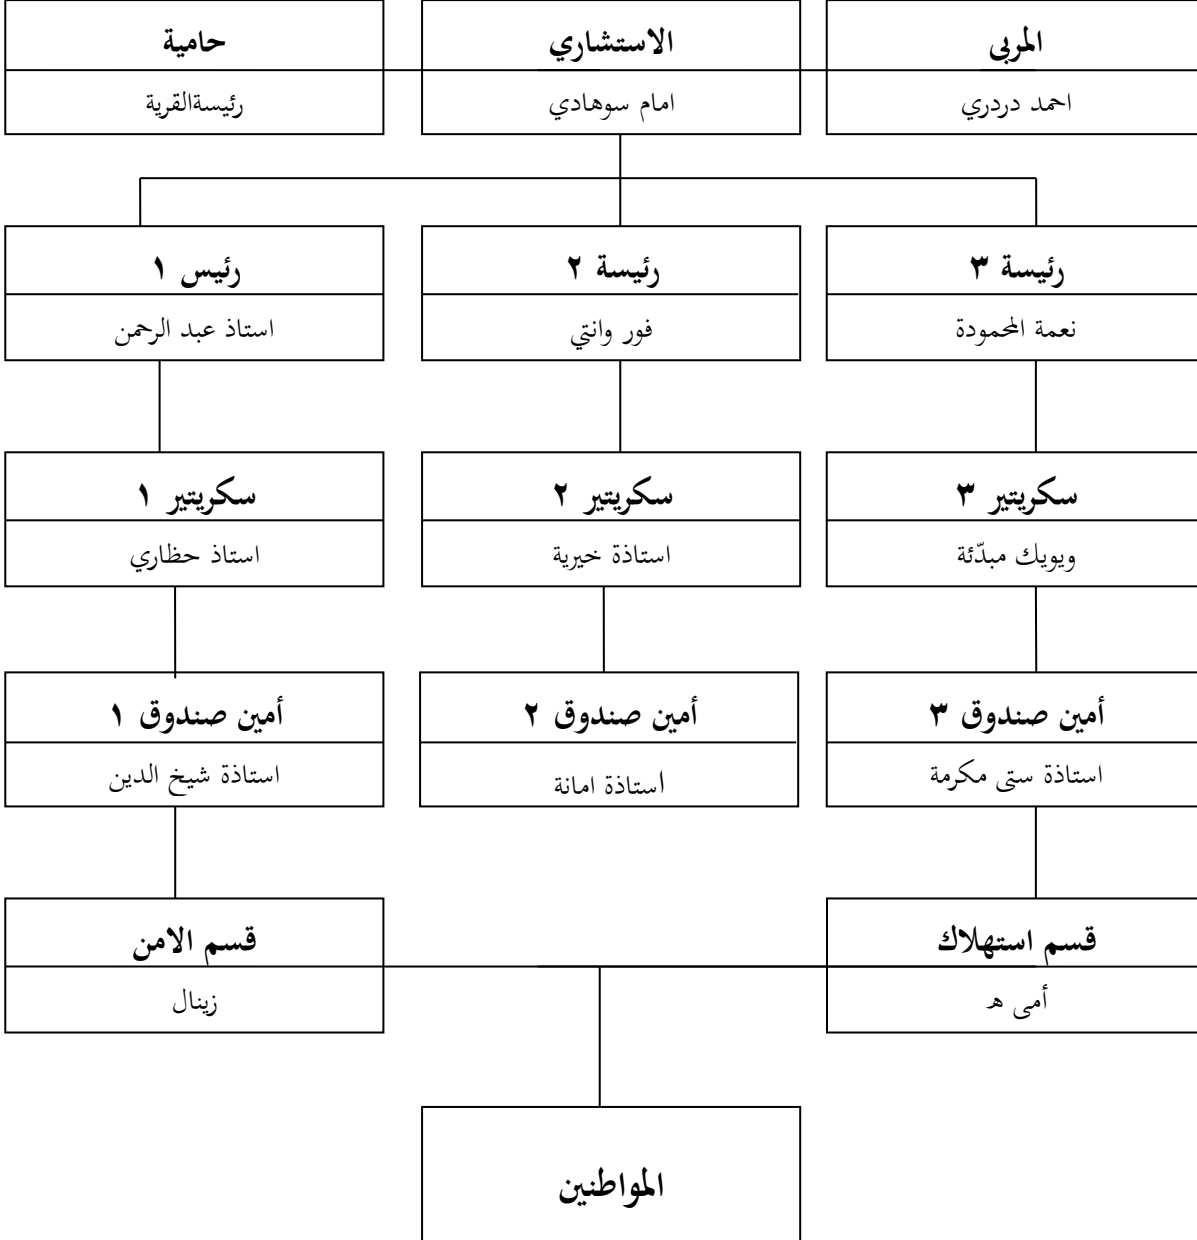 المربى
احمد دردري
الاستشاري
امام سوهادي
حامية
رئيسةالقرية
رئيسة ٣
نعمة المحمودة
رئيسة ٢
فور وانتي
رئيس ١
استاذ عبد الرحمن
سكريتير ٣
ويويك مبدّئة
سكريتير ٢
استاذة خيرية
سكريتير ١
استاذ حظاري
أمين صندوق ٣
استاذة ستى مكرمة
أمين صندوق ٢
استاذة امانة
أمين صندوق ١
استاذة شيخ الدين
قسم استهلاك
أمى ه
قسم الامن
زينال
المواطنين